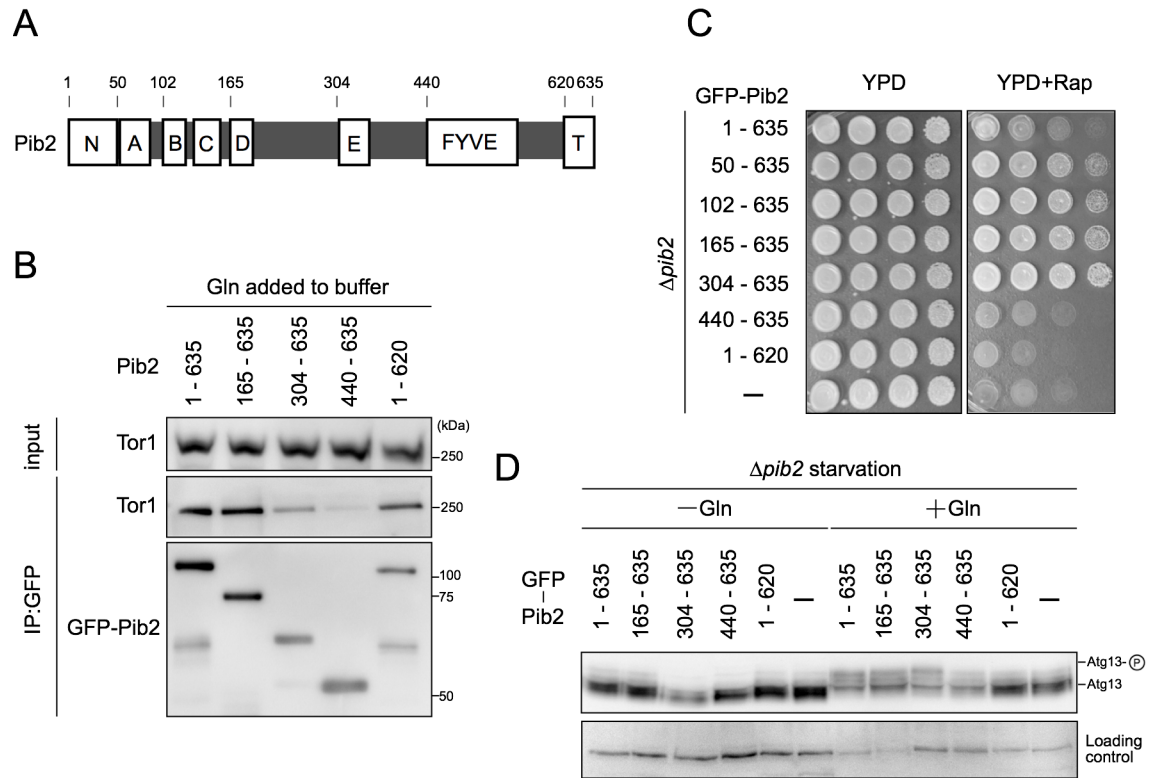 A
1 50 102 165 304 440 620 635
Pib2 N A B C D E FYVE T
B
Gln added to buffer
Pib2
1 - 635
165 - 635
304 - 635
440 - 635
1 - 620
input
Tor1
(kDa)
250
IP:GFP
Tor1
250
GFP-Pib2
100
75
50
C
YPD YPD+Rap
GFP-Pib2
Δpib2
1 - 635
50 - 635
102 - 635
165 - 635
304 - 635
440 - 635
1 - 620
—
D
Δpib2 starvation
—Gln +Gln
GFP
|
Pib2
1 - 635
165 - 635
304 - 635
440 - 635
1 - 620
—
1 - 635
165 - 635
304 - 635
440 - 635
1 - 620
—
Atg13-Ⓟ
Atg13
Loading
control